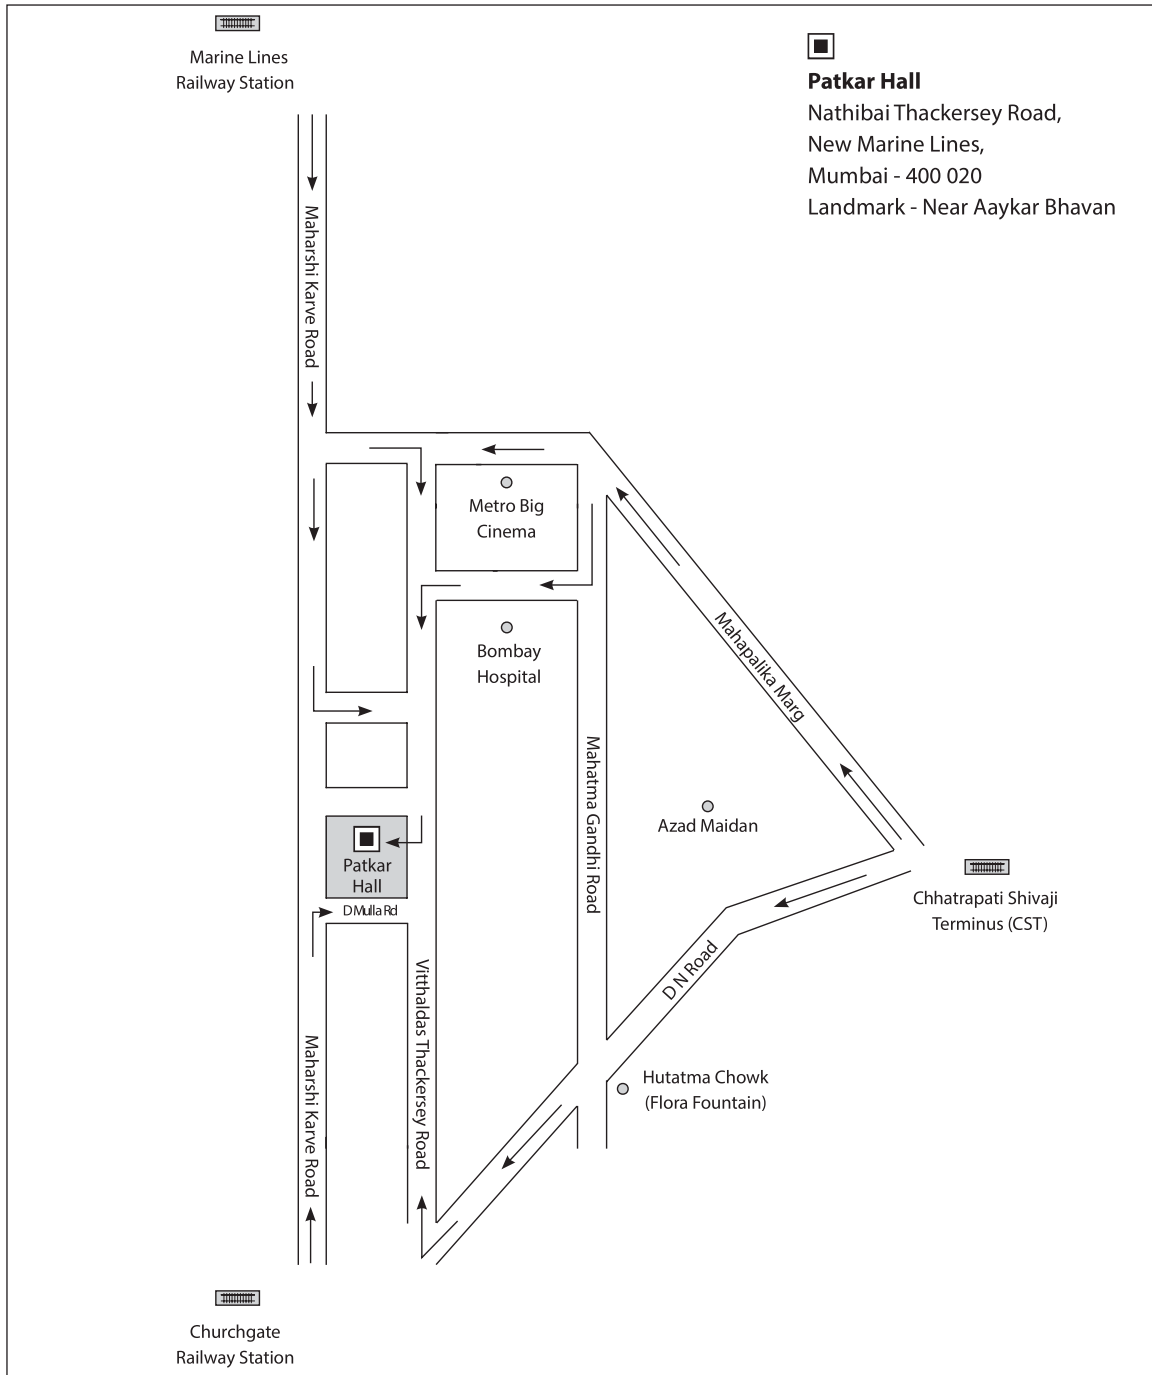 Marine Lines
Railway Station
Patkar Hall
Nathibai Thackersey Road,
New Marine Lines,
Mumbai - 400 020
Landmark - Near Aaykar Bhavan
Maharshi Karve Road
Metro Big
Cinema
Bombay
Hospital
Mahapalika Marg
Mahatma Gandhi Road
Azad Maidan
Patkar
Hall
D Mulla Rd
Chhatrapati Shivaji
Terminus (CST)
D N Road
Vitthaldas Thackersey Road
Maharshi Karve Road
Hutatma Chowk
(Flora Fountain)
Churchgate
Railway Station